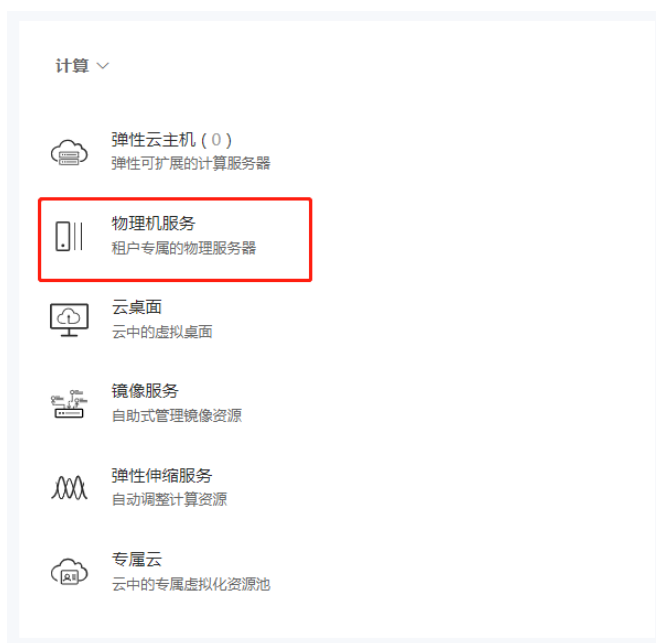 计算
弹性云主机 ( 0 )
弹性可扩展的计算服务器
物理机服务
租户专属的物理服务器
云桌面
云中的虚拟桌面
镜像服务
自助式管理镜像资源
弹性伸缩服务
自动调整计算资源
专属云
云中的专属虚拟化资源池